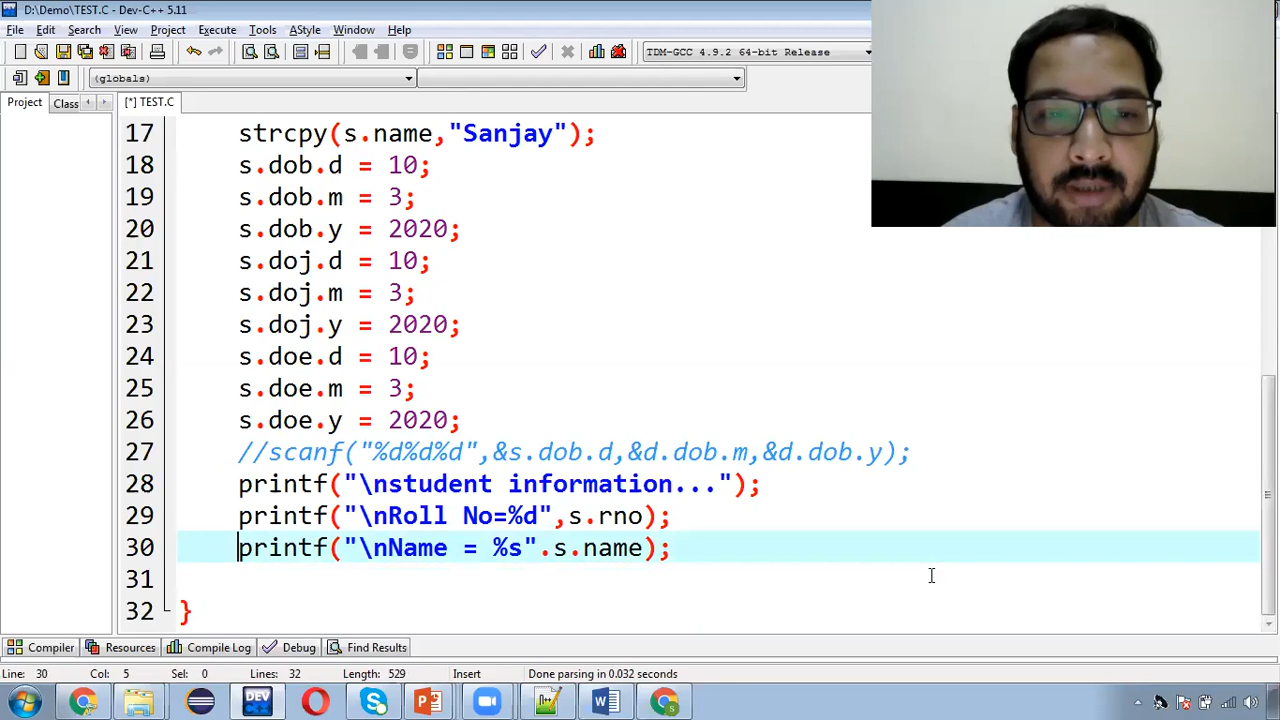 D:\Demo\TEST.C - Dev-C++ 5.11
File Edit Search View Project Execute Tools AStyle Window Help
TDM-GCC 4.9.2 64-bit Release
(globals)
Project Class [*] TEST.C
17 strcpy(s.name,"Sanjay");
18 s.dob.d = 10;
19 s.dob.m = 3;
20 s.dob.y = 2020;
21 s.doj.d = 10;
22 s.doj.m = 3;
23 s.doj.y = 2020;
24 s.doe.d = 10;
25 s.doe.m = 3;
26 s.doe.y = 2020;
27 //scanf("%d%d%d",&s.dob.d,&d.dob.m,&d.dob.y);
28 printf("\nstudent information...");
29 printf("\nRoll No=%d",s.rno);
30 printf("\nName = %s".s.name);
31
32 }
Compiler Resources Compile Log Debug Find Results
Line: 30 Col: 5 Sel: 0 Lines: 32 Length: 529 Insert Done parsing in 0.032 seconds
DEV